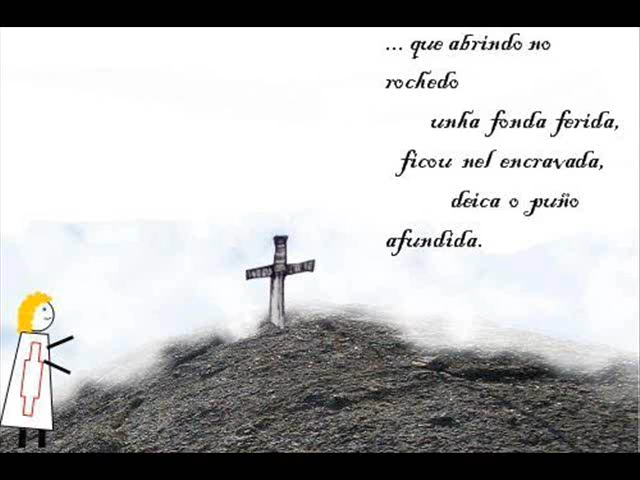 ... que abrindo no
rochedo
unha fonda ferida,
ficou nel encravada,
deica o puño
afundida.